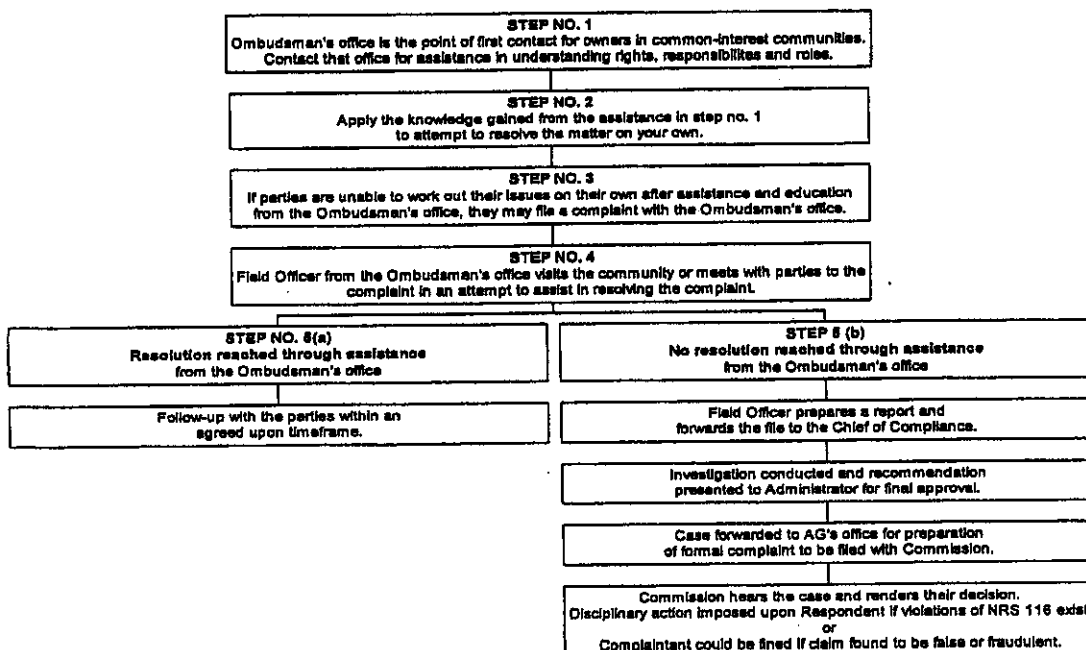 STEP NO. 1
Ombudsman's office is the point of first contact for owners in common-interest communities.
Contact that office for assistance in understanding rights, responsibilites and roles.
STEP NO. 2
Apply the knowledge gained from the assistance in step no. 1
to attempt to resolve the matter on your own.
STEP NO. 3
If parties are unable to work out their issues on their own after assistance and education
from the Ombudsman's office, they may file a complaint with the Ombudsman's office.
STEP NO. 4
Field Officer from the Ombudsman's office visits the community or meets with parties to the
complaint in an attempt to assist in resolving the complaint.
STEP NO. 5(a)
Resolution reached through assistance
from the Ombudsman's office
Follow-up with the parties within an
agreed upon timeframe.
STEP 5 (b)
No resolution reached through assistance
from the Ombudsman's office
Field Officer prepares a report and
forwards the file to the Chief of Compliance.
Investigation conducted and recommendation
presented to Administrator for final approval.
Case forwarded to AG's office for preparation
of formal complaint to be filed with Commission.
Commission hears the case and renders their decision.
Disciplinary action imposed upon Respondent if violations of NRS 116 exist
or
Complainant could be fined if claim found to be false or fraudulent.